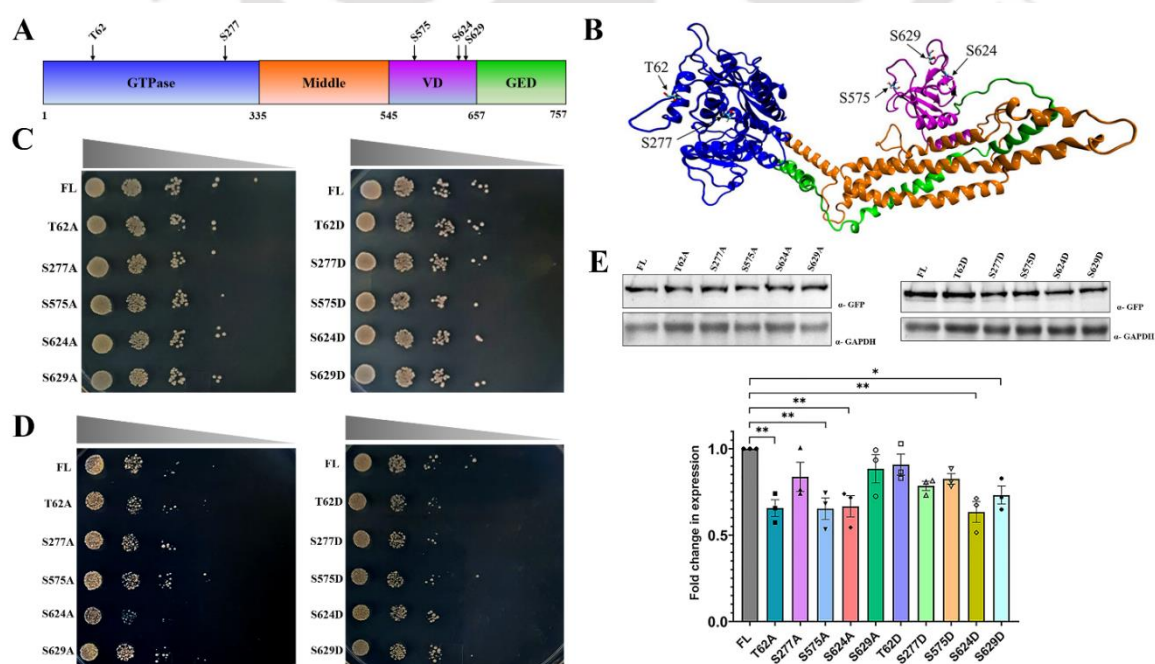 A
T62
S277
S575
S624
S629
GTPase
Middle
VD
GED
1
335
545
657
757
B
T62
S277
S575
S629
S624
C
FL
T62A
S277A
S575A
S624A
S629A
FL
T62D
S277D
S575D
S624D
S629D
D
FL
T62A
S277A
S575A
S624A
S629A
FL
T62D
S277D
S575D
S624D
S629D
E
FL
T62A
S277A
S575A
S624A
S629A
α- GFP
α- GAPDH
FL
T62D
S277D
S575D
S624D
S629D
α- GFP
α- GAPDH
*
**
**
**
**
Fold change in expression
1.0
0.5
0.0
FL
T62A
S277A
S575A
S624A
S629A
T62D
S277D
S575D
S624D
S629D